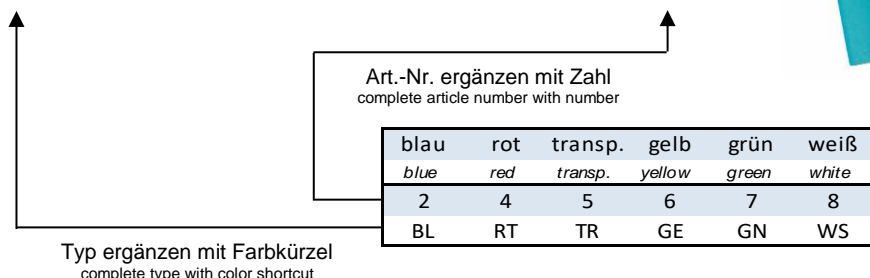 Art.-Nr. ergänzen mit Zahl
complete article number with number
blau rot transp. gelb grün weiß
blue red transp. yellow green white
2 4 5 6 7 8
BL RT TR GE GN WS
Typ ergänzen mit Farbkürzel
complete type with color shortcut